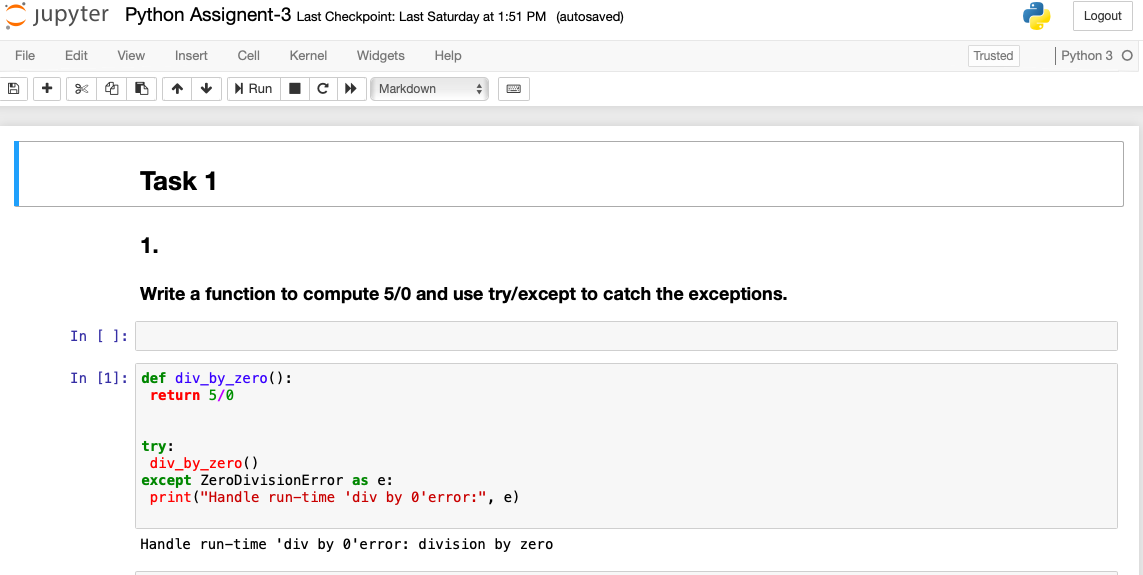 jupyter Python Assignent-3 Last Checkpoint: Last Saturday at 1:51 PM (autosaved) Logout
File Edit View Insert Cell Kernel Widgets Help Trusted Python 3
Run Markdown
Task 1
1.
Write a function to compute 5/0 and use try/except to catch the exceptions.
In [ ]:
In [1]: def div_by_zero():
 return 5/0
try:
 div_by_zero()
except ZeroDivisionError as e:
 print("Handle run-time 'div by 0'error:", e)
Handle run-time 'div by 0'error: division by zero